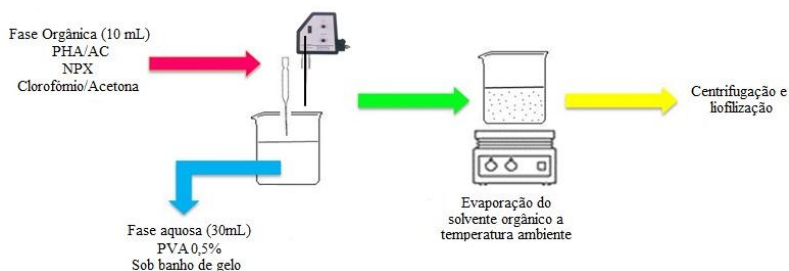 Fase Orgânica (10 mL)
PHA/AC
NPX
Clorofômio/Acetona
Centrifugação e
liofilização
Evaporação do
solvente orgânico a
temperatura ambiente
Fase aquosa (30mL)
PVA 0,5%
Sob banho de gelo